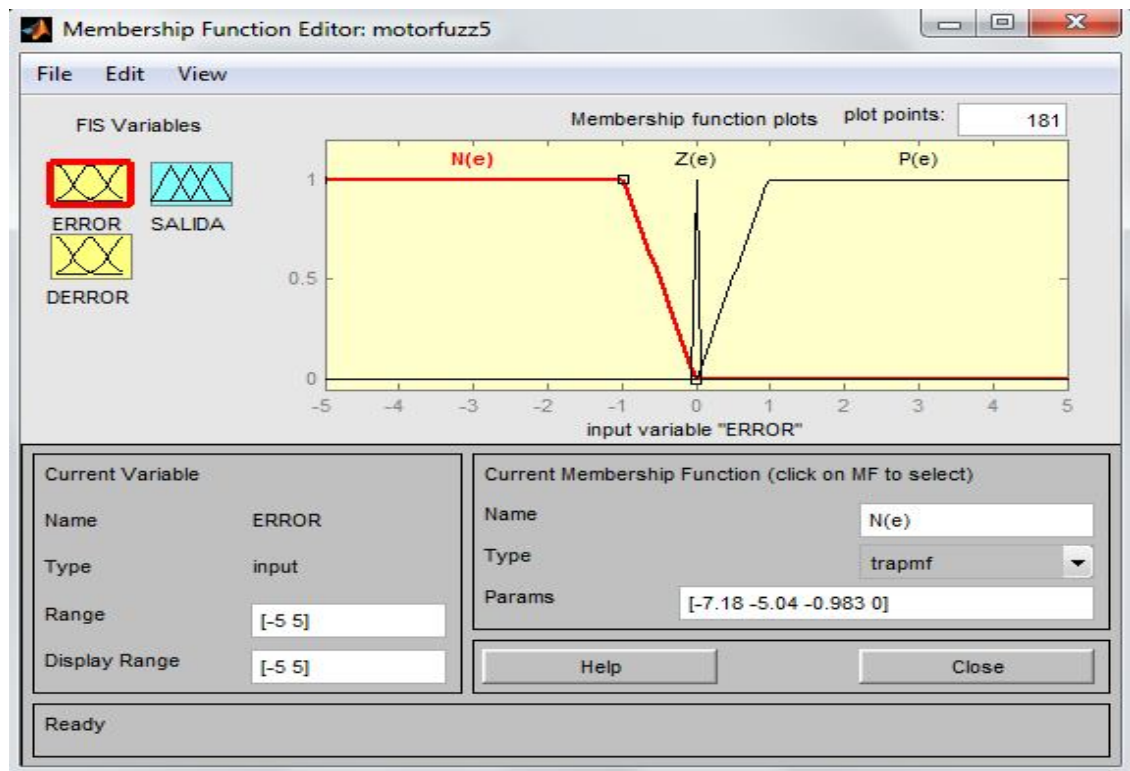 Membership Function Editor: motorfuzz5
File Edit View
FIS Variables
Membership function plots plot points: 181
N(e) Z(e) P(e)
ERROR SALIDA
DERROR
1
0.5
0
-5 -4 -3 -2 -1 0 1 2 3 4 5
input variable "ERROR"
Current Variable
Name ERROR
Type input
Range [-5 5]
Display Range [-5 5]
Current Membership Function (click on MF to select)
Name N(e)
Type trapmf
Params [-7.18 -5.04 -0.983 0]
Help Close
Ready